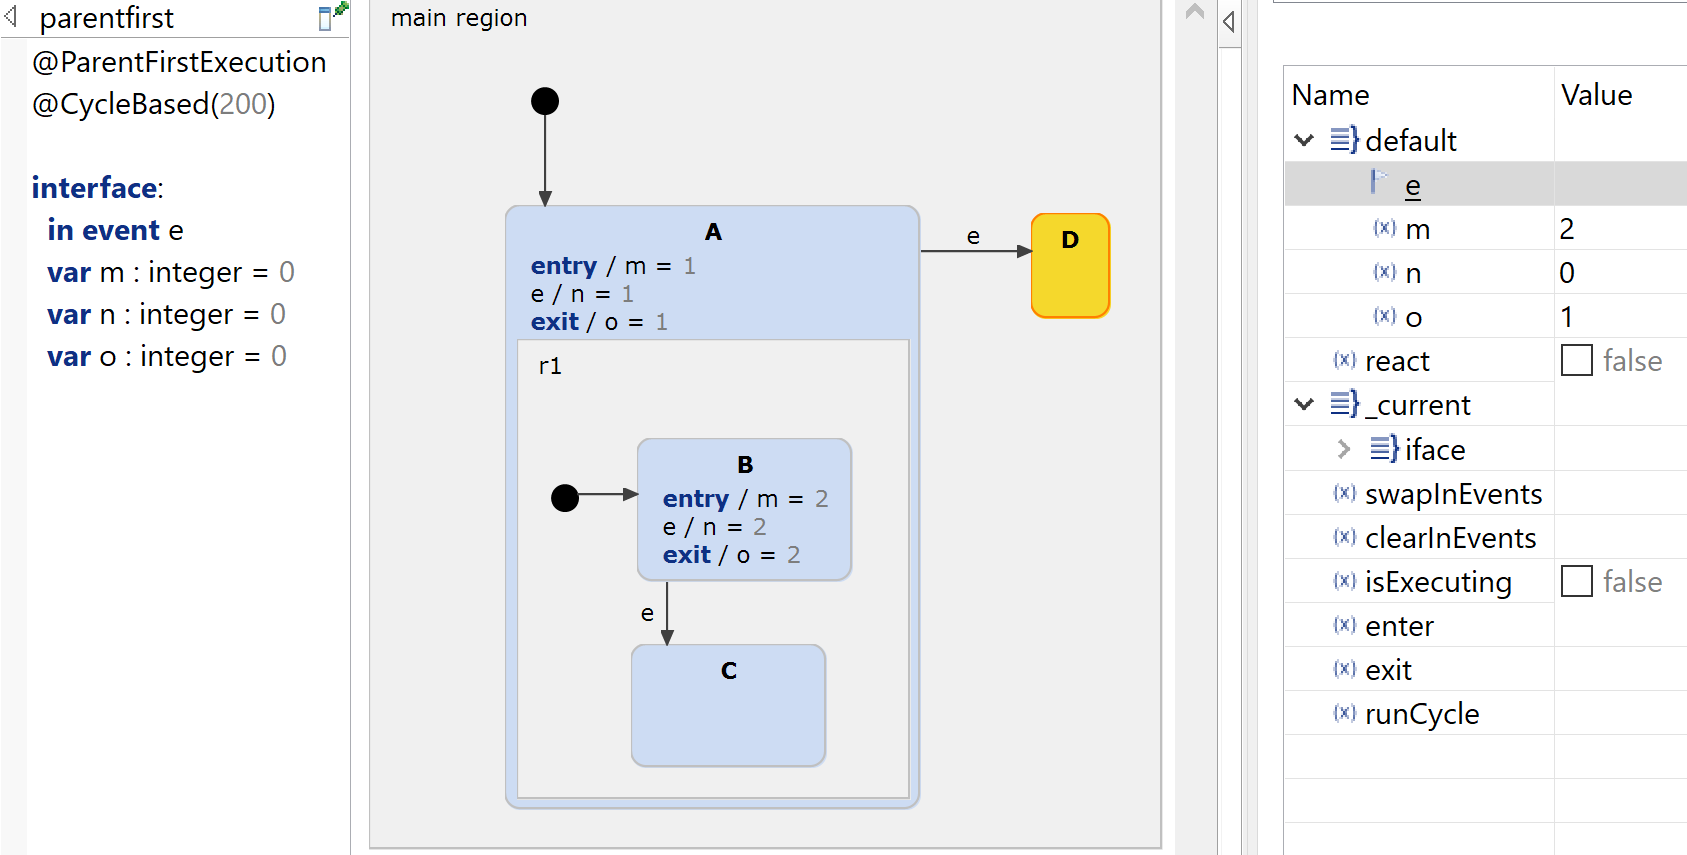 parentfirst
@ParentFirstExecution
@CycleBased(200)
interface:
in event e
var m : integer = 0
var n : integer = 0
var o : integer = 0
main region
A
entry / m = 1
e / n = 1
exit / o = 1
r1
B
entry / m = 2
e / n = 2
exit / o = 2
e
C
e
D
Name Value
default
e
m 2
n 0
o 1
react false
_current
iface
swapInEvents
clearInEvents
isExecuting false
enter
exit
runCycle